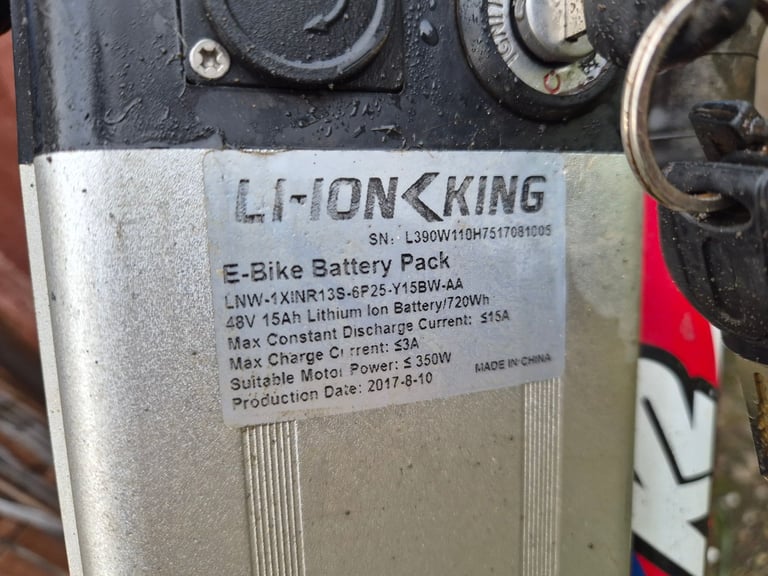 IGNITI
LI-ION KING
SN: L390W110H7517081005
E-Bike Battery Pack
LNW-1XINR13S-6P25-Y15BW-AA
48V 15Ah Lithium Ion Battery/720Wh
Max Constant Discharge Current: ≤15A
Max Charge Current: ≤3A
Suitable Motor Power: ≤ 350W
MADE IN CHINA
Production Date: 2017-8-10